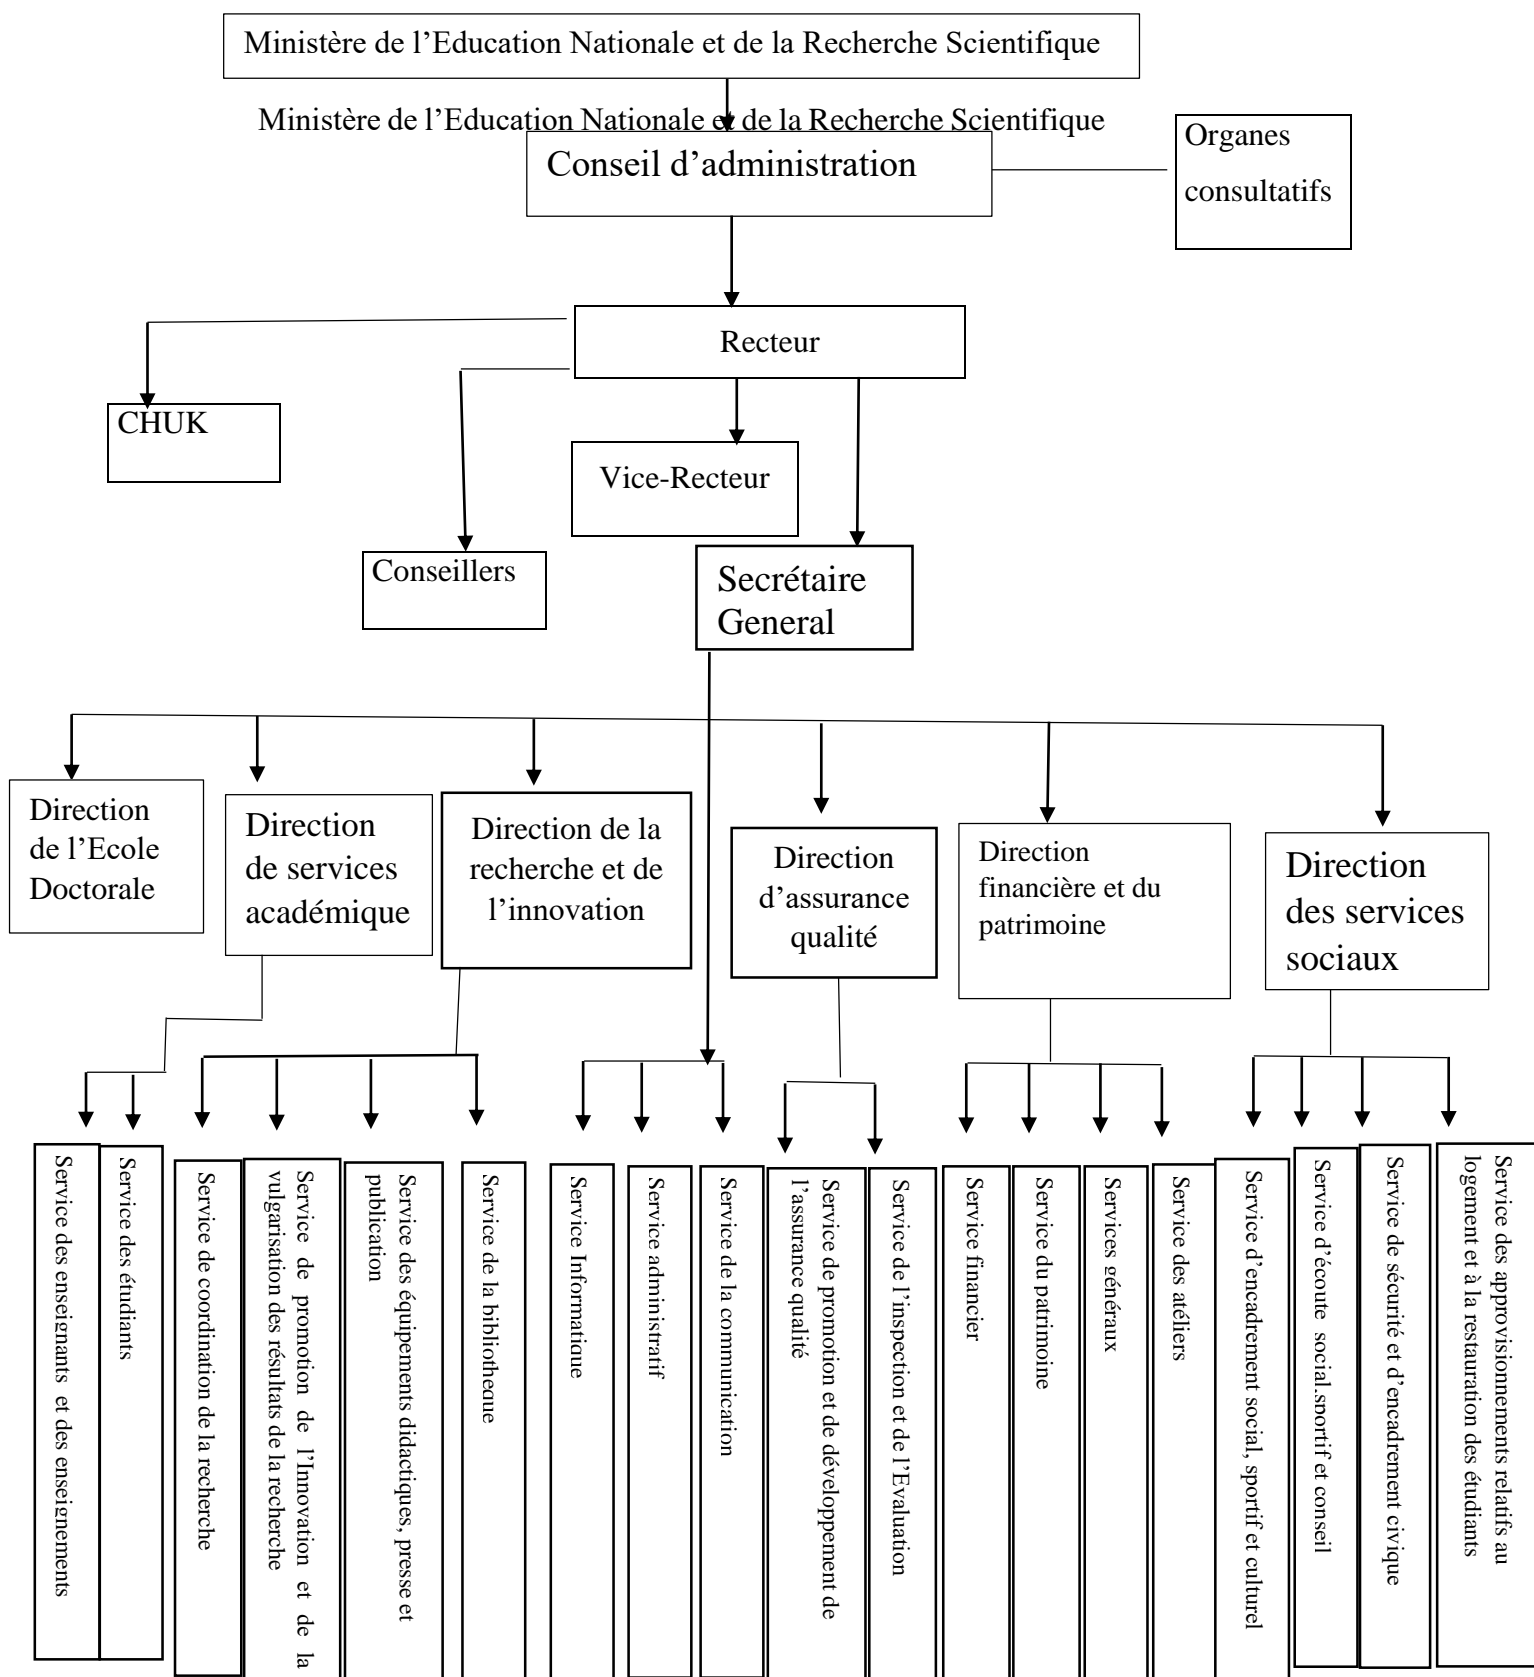 Ministère de l’Education Nationale et de la Recherche Scientifique
Ministère de l’Education Nationale et de la Recherche Scientifique
Conseil d’administration
Organes
consultatifs
Recteur
CHUK
Vice-Recteur
Conseillers
Secrétaire
General
Direction
de l’Ecole
Doctorale
Direction
de services
académique
Direction de la
recherche et de
l’innovation
Direction
d’assurance
qualité
Direction
financière et du
patrimoine
Direction
des services
sociaux
Service des enseignants et des enseignements
Service des étudiants
Service de coordination de la recherche
Service de promotion de l’Innovation et de la
vulgarisation des résultats de la recherche
Service des équipements didactiques, presse et
publication
Service de la bibliotheque
Service Informatique
Service administratif
Service de la communication
Service de promotion et de développement de
l’assurance qualité
Service de l’inspection et de l’Evaluation
Service financier
Service du patrimoine
Services généraux
Service des atéliers
Service d’encadrement social, sportif et culturel
Service d’écoute social.sportif et conseil
Service de sécurité et d’encadrement civique
Service des approvisionnements relatifs au
logement et à la restauration des étudiants